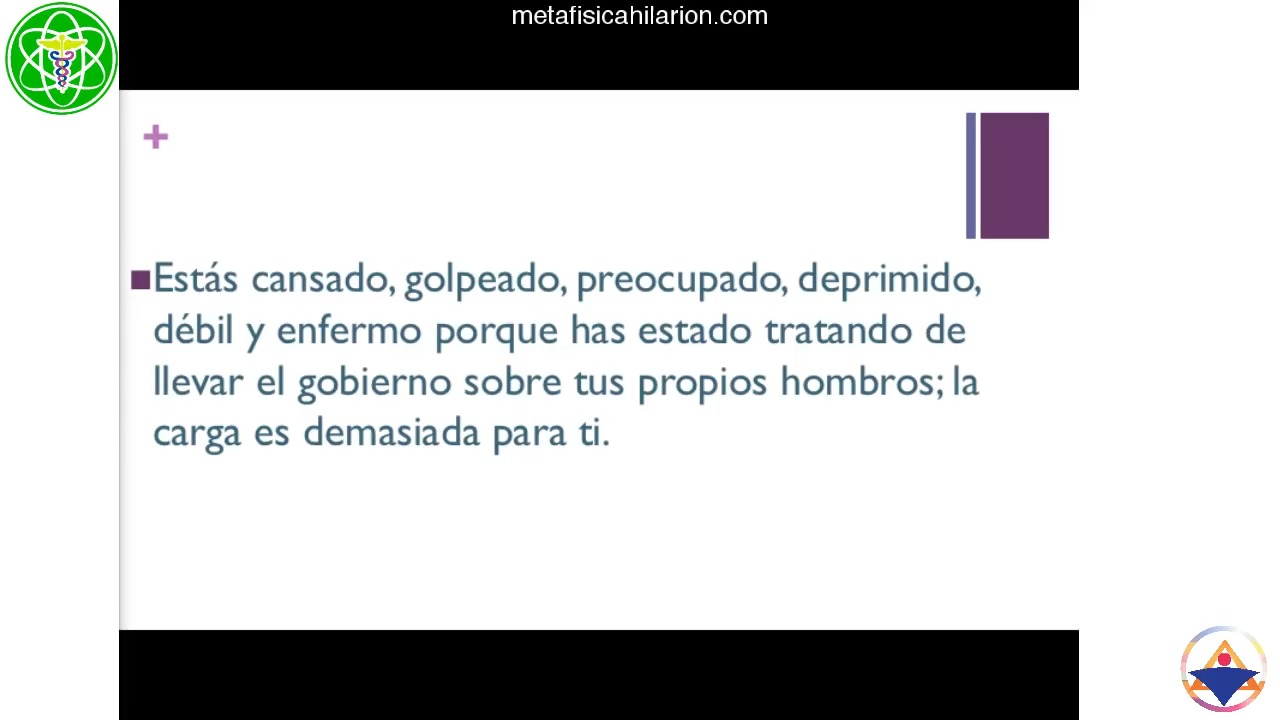 metafisicahilarion.com
+
Estás cansado, golpeado, preocupado, deprimido,
débil y enfermo porque has estado tratando de
llevar el gobierno sobre tus propios hombros; la
carga es demasiada para ti.